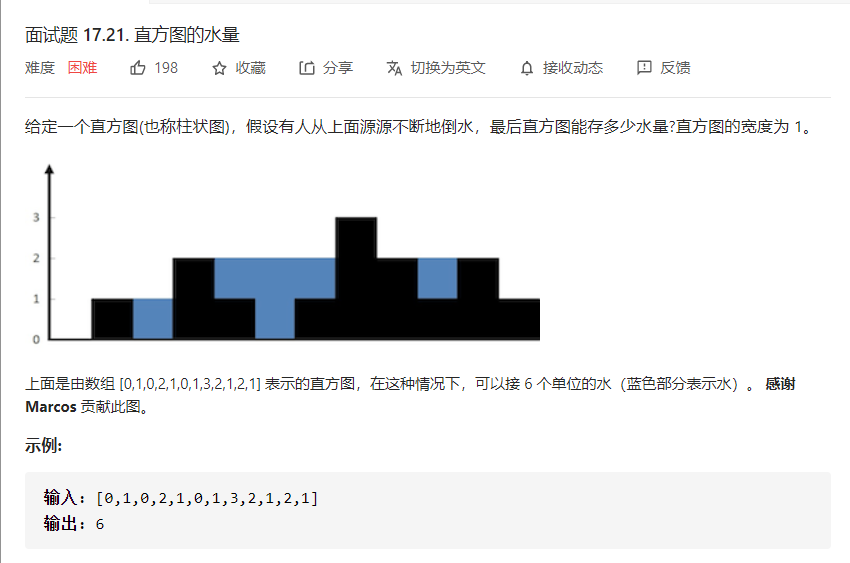 面试题 17.21. 直方图的水量
难度 困难 198 收藏 分享 切换为英文 接收动态 反馈
给定一个直方图(也称柱状图)，假设有人从上面源源不断地倒水，最后直方图能存多少水量?直方图的宽度为 1。
3
2
1
0
上面是由数组 [0,1,0,2,1,0,1,3,2,1,2,1] 表示的直方图，在这种情况下，可以接 6 个单位的水（蓝色部分表示水）。 感谢
Marcos 贡献此图。
示例:
输入: [0,1,0,2,1,0,1,3,2,1,2,1]
输出: 6